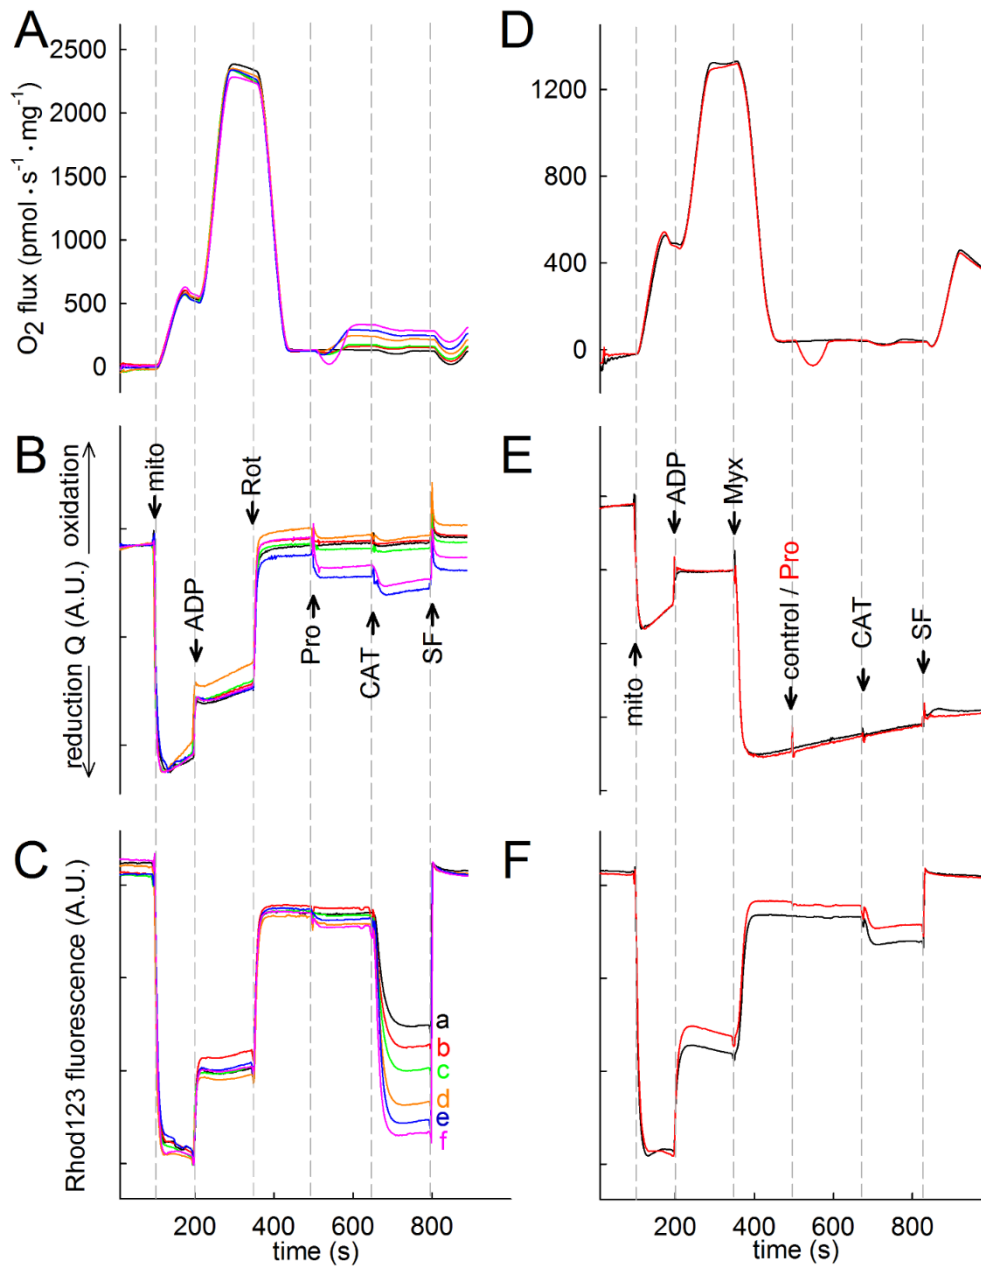 A
2500
2000
1500
1000
500
0
O₂ flux (pmol · s⁻¹ · mg⁻¹)
D
1200
800
400
0
B
reduction Q (A.U.) oxidation
mito
ADP
Rot
Pro
CAT
SF
E
mito
ADP
Myx
control / Pro
CAT
SF
C
Rhod123 fluorescence (A.U.)
a
b
c
d
e
f
200 400 600 800
time (s)
F
200 400 600 800
time (s)